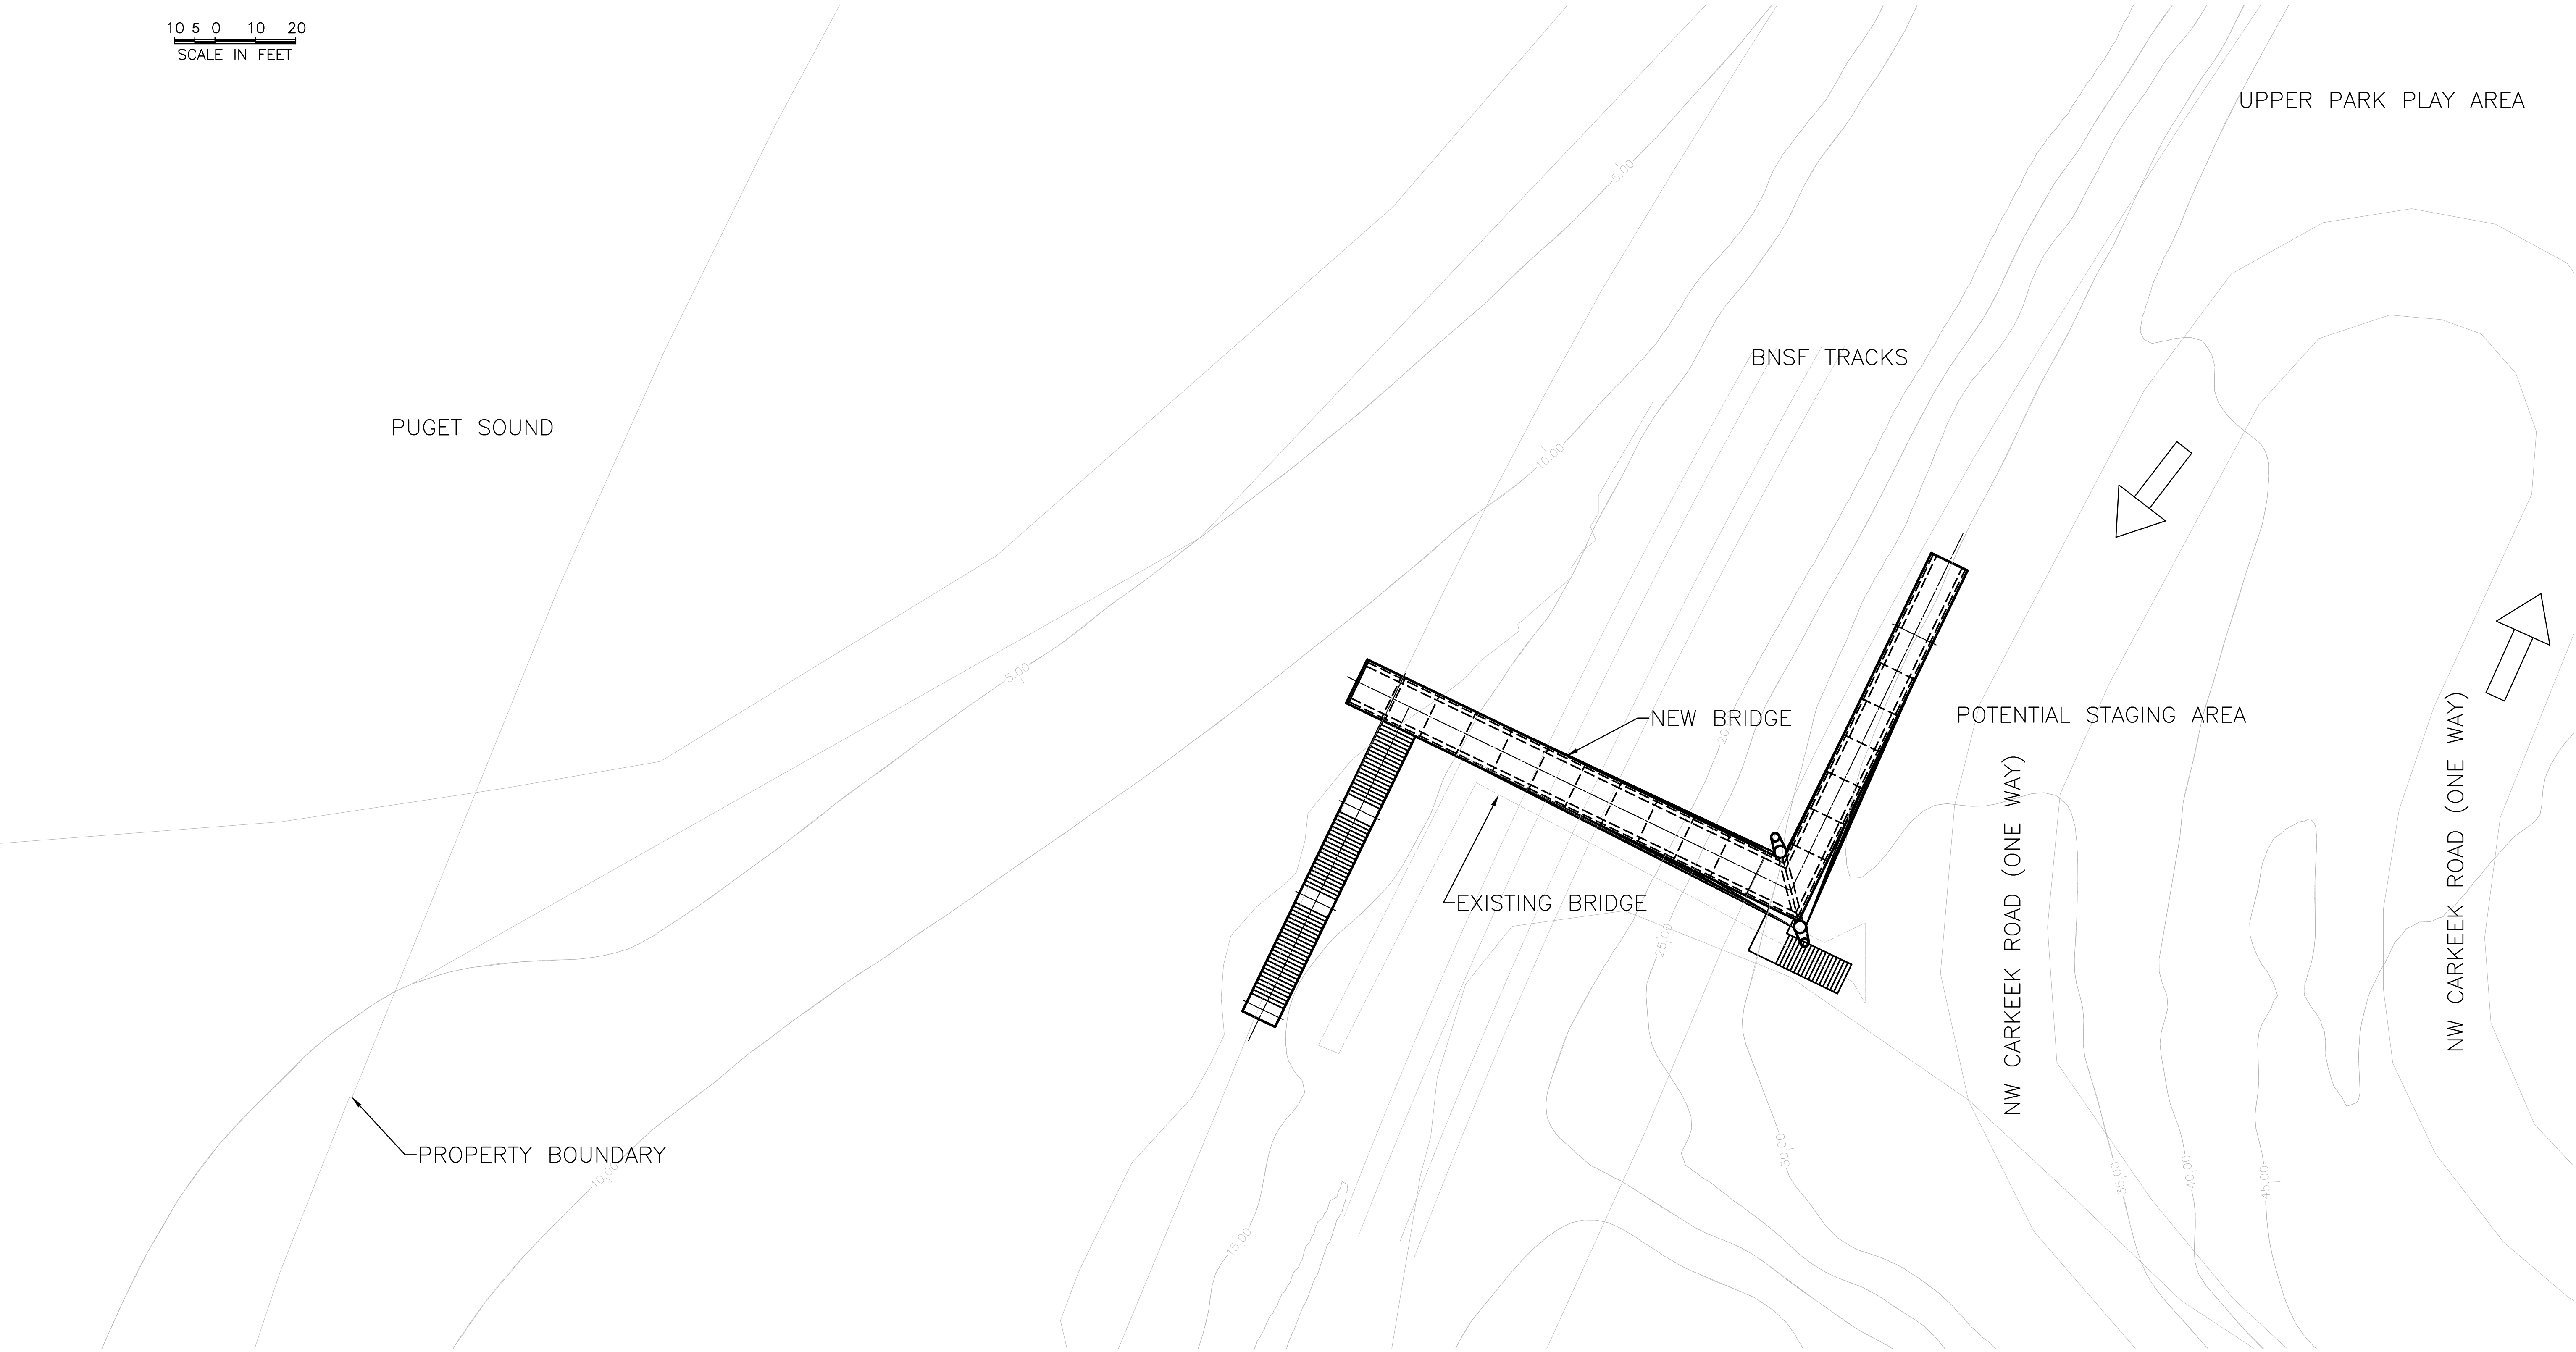 10 5 0 10 20
SCALE IN FEET
UPPER PARK PLAY AREA
5.00
BNSF TRACKS
PUGET SOUND
10.00
5.00
NEW BRIDGE
POTENTIAL STAGING AREA
20.
NW CARKEEK ROAD (ONE WAY)
NW CARKEEK ROAD (ONE WAY)
EXISTING BRIDGE
25.00
PROPERTY BOUNDARY
10.00
30.00
35.00
40.00
45.00
15.00